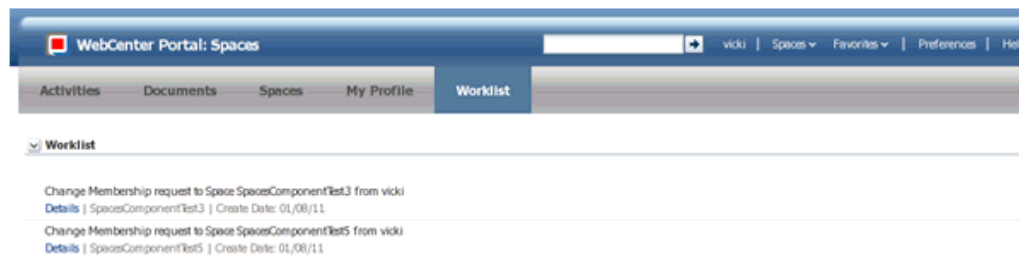 WebCenter Portal: Spaces
vicki | Spaces | Favorites | Preferences | Hel
Activities Documents Spaces My Profile Worklist
Worklist
Change Membership request to Space SpacesComponentTest3 from vicki
Details | SpacesComponentTest3 | Create Date: 01/08/11
Change Membership request to Space SpacesComponentTest5 from vicki
Details | SpacesComponentTest5 | Create Date: 01/08/11